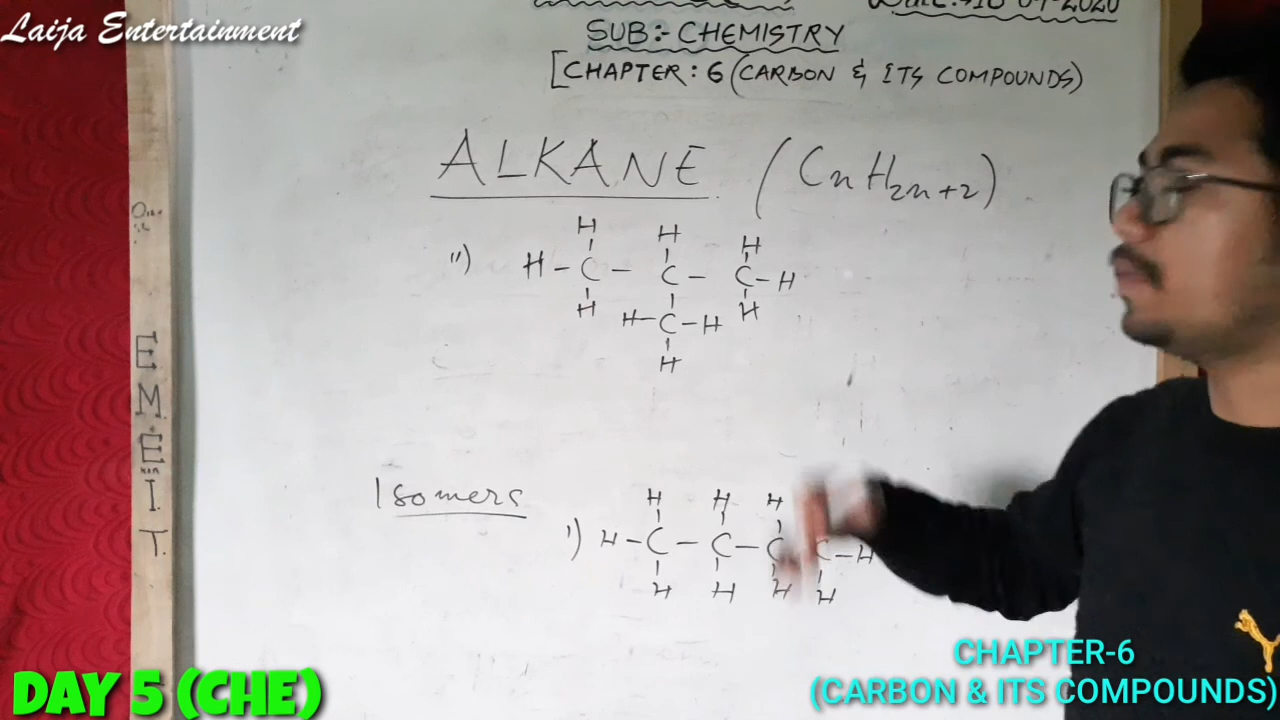 Laija Entertainment
SUB:- CHEMISTRY
[CHAPTER: 6 (CARBON & ITS COMPOUNDS)
ALKANE (CnH2n+2)
H H H
ii) H - C - C - C - H
H H - C - H H
H
Isomers
H H H
i) H - C - C - C C - H
H H H H
E
M.
E
I.
T.
DAY 5 (CHE)
CHAPTER-6
(CARBON & ITS COMPOUNDS)